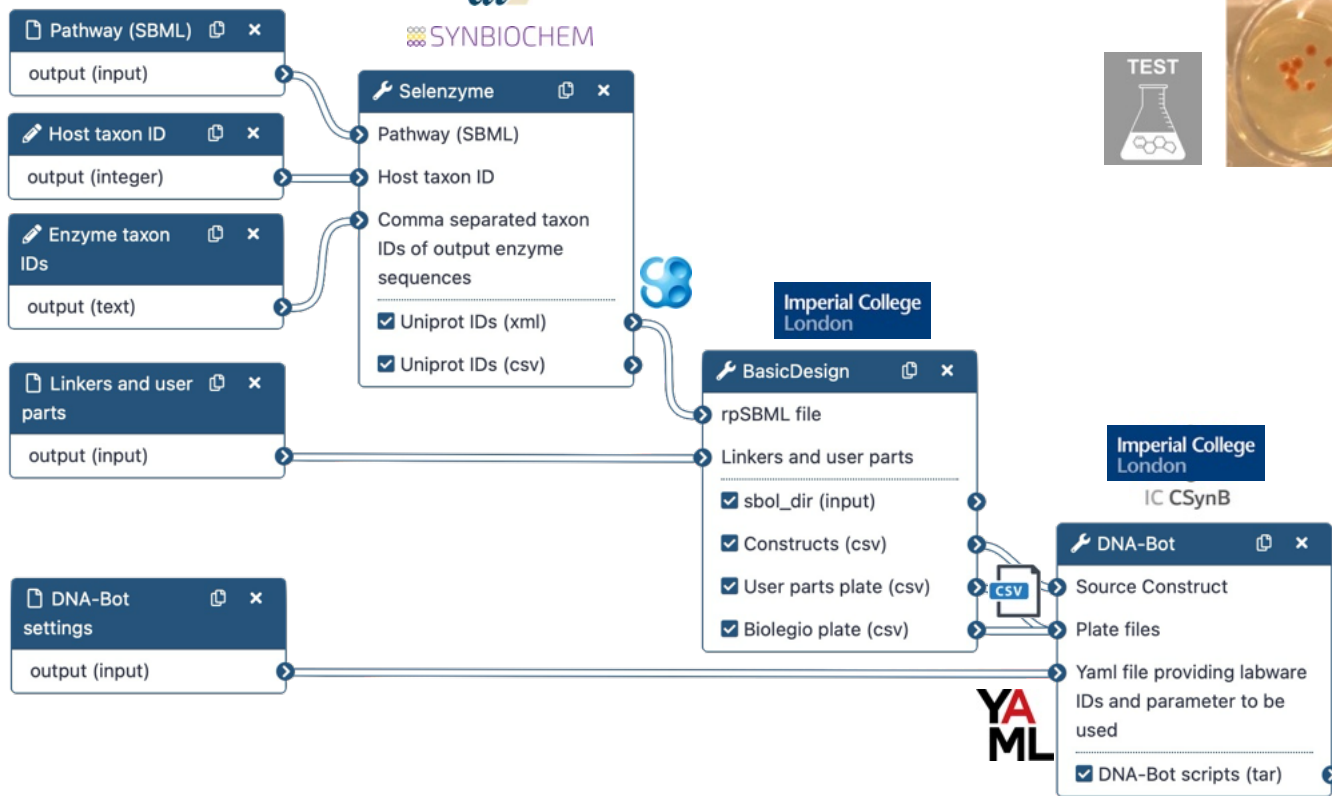 Pathway (SBML)
output (input)
SYNBIOCHEM
TEST
Selenzyme
Pathway (SBML)
Host taxon ID
Comma separated taxon
IDs of output enzyme
sequences
Uniprot IDs (xml)
Uniprot IDs (csv)
Host taxon ID
output (integer)
Enzyme taxon
IDs
output (text)
Imperial College
London
Linkers and user
parts
output (input)
BasicDesign
rpSBML file
Linkers and user parts
sbol_dir (input)
Constructs (csv)
User parts plate (csv)
Biolegio plate (csv)
Imperial College
London
IC CSynB
CSV
DNA-Bot
settings
output (input)
DNA-Bot
Source Construct
Plate files
Yaml file providing labware
IDs and parameter to be
used
DNA-Bot scripts (tar)
YA
ML